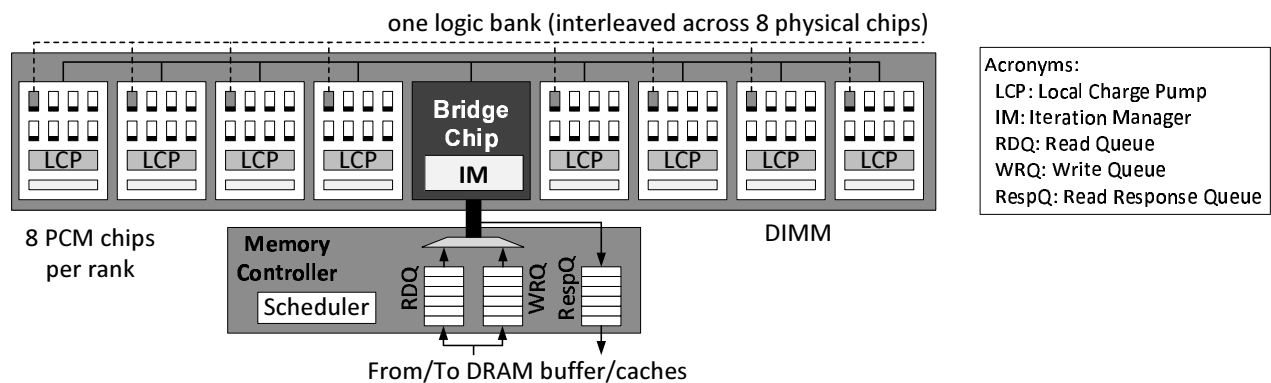 one logic bank (interleaved across 8 physical chips)
LCP
LCP
LCP
LCP
Bridge
Chip
IM
LCP
LCP
LCP
LCP
8 PCM chips
per rank
DIMM
Memory
Controller
Scheduler
RDQ
WRQ
RespQ
From/To DRAM buffer/caches
Acronyms:
LCP: Local Charge Pump
IM: Iteration Manager
RDQ: Read Queue
WRQ: Write Queue
RespQ: Read Response Queue